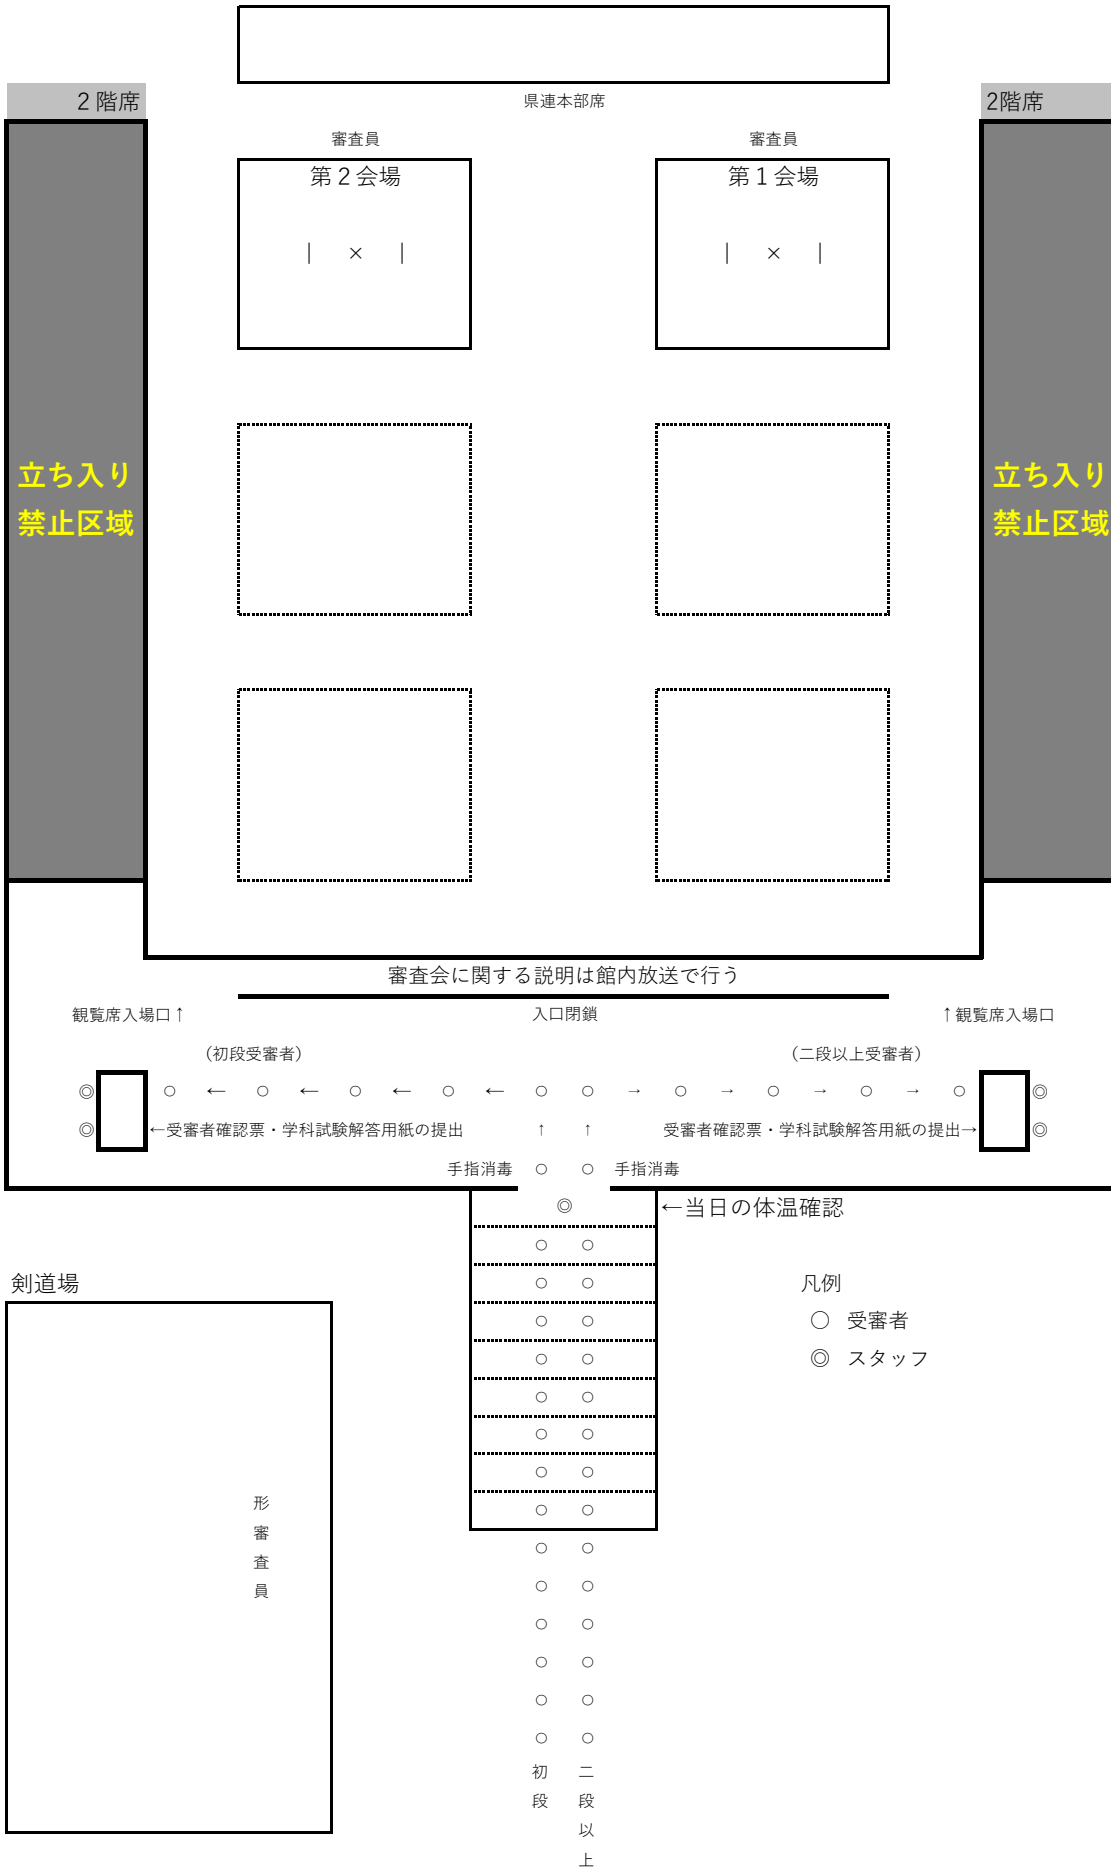 ２階席
2階席
県連本部席
審査員
審査員
第２会場
第１会場
｜　×　｜
｜　×　｜
立ち入り
禁止区域
立ち入り
禁止区域
審査会に関する説明は館内放送で行う
観覧席入場口↑
入口閉鎖
↑観覧席入場口
（初段受審者）
（二段以上受審者）
◎ ○ ← ○ ← ○ ← ○ ← ○ ○ → ○ → ○ → ○ → ○ ◎
◎ ←受審者確認票・学科試験解答用紙の提出 ↑ ↑ 受審者確認票・学科試験解答用紙の提出→ ◎
手指消毒 ○ ○ 手指消毒
◎ ←当日の体温確認
○ ○
○ ○
○ ○
○ ○
○ ○
○ ○
○ ○
○ ○
○ ○
○ ○
○ ○
○ ○
○ ○
○ ○
初段
二段以上
剣道場
形審査員
凡例
○　受審者
◎　スタッフ